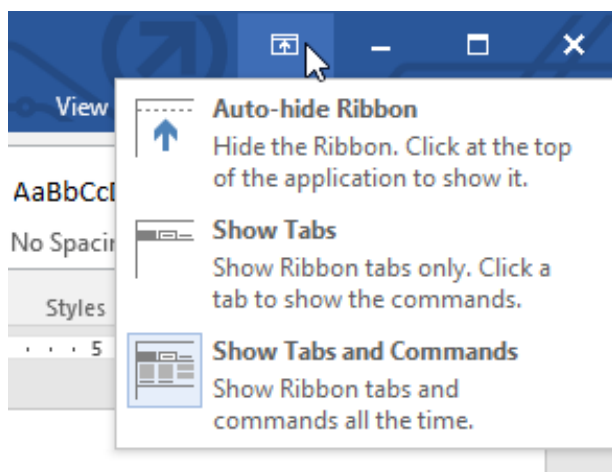 View
Auto-hide Ribbon
Hide the Ribbon. Click at the top
of the application to show it.
AaBbCcD
No Spacin
Show Tabs
Show Ribbon tabs only. Click a
tab to show the commands.
Styles
5
Show Tabs and Commands
Show Ribbon tabs and
commands all the time.